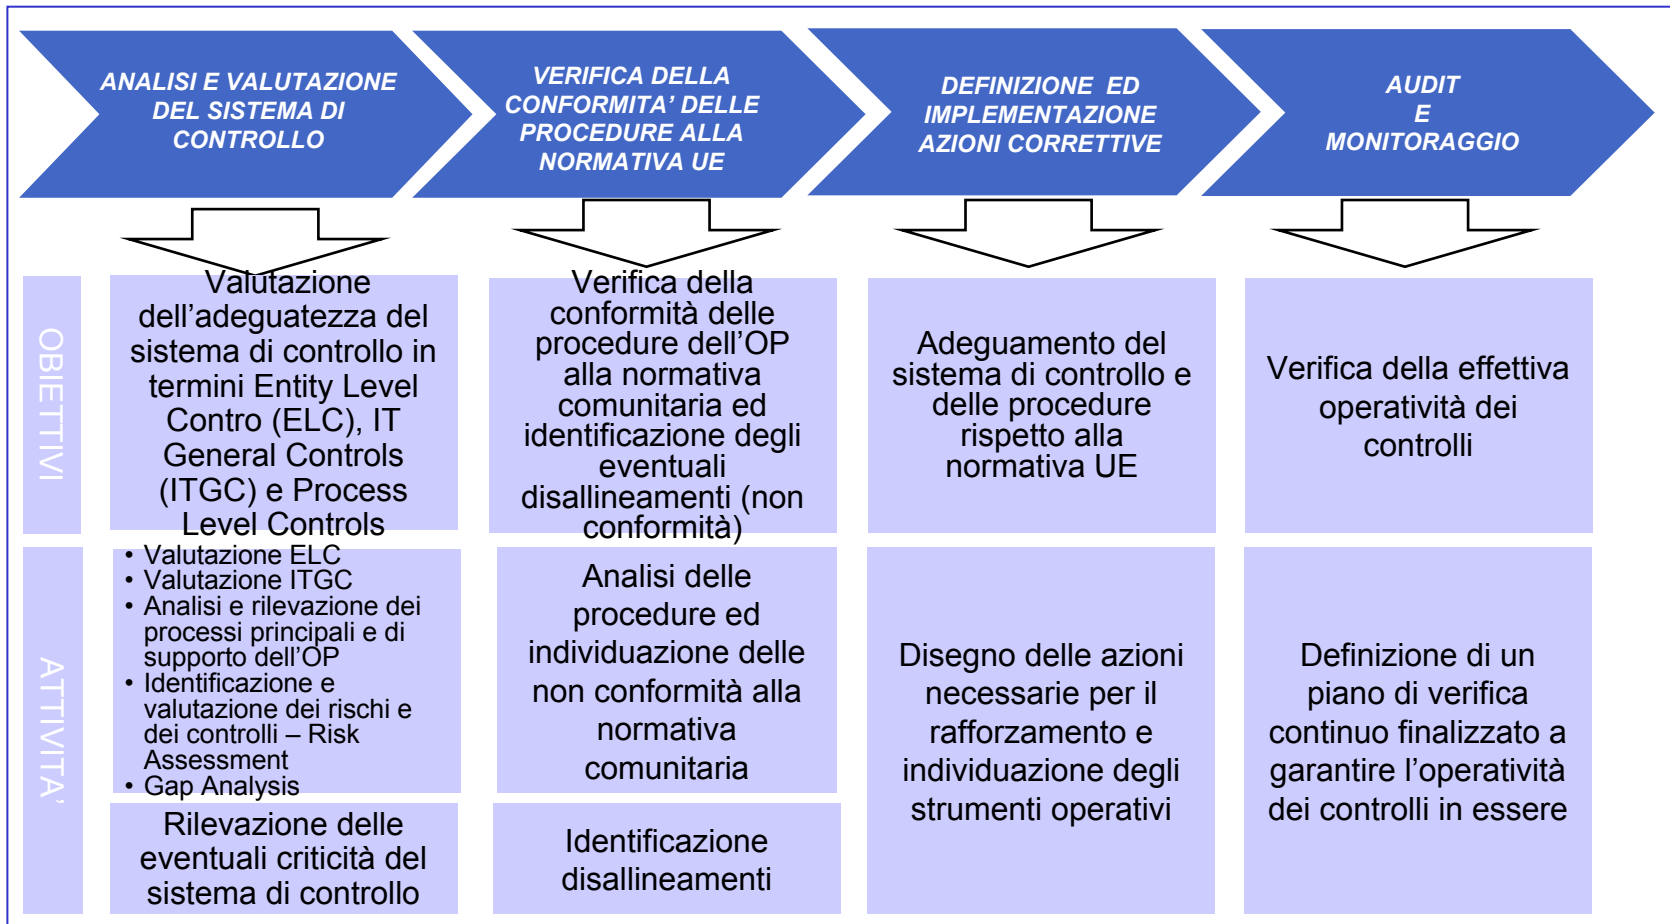 ANALISI E VALUTAZIONE
DEL SISTEMA DI
CONTROLLO
VERIFICA DELLA
CONFORMITA’ DELLE
PROCEDURE ALLA
NORMATIVA UE
DEFINIZIONE ED
IMPLEMENTAZIONE
AZIONI CORRETTIVE
AUDIT
E
MONITORAGGIO
OBIETTIVI
Valutazione
dell’adeguatezza del
sistema di controllo in
termini Entity Level
Contro (ELC), IT
General Controls
(ITGC) e Process
Level Controls
Verifica della
conformità delle
procedure dell’OP
alla normativa
comunitaria ed
identificazione degli
eventuali
disallineamenti (non
conformità)
Adeguamento del
sistema di controllo e
delle procedure
rispetto alla
normativa UE
Verifica della effettiva
operatività dei
controlli
ATTIVITA’
• Valutazione ELC
• Valutazione ITGC
• Analisi e rilevazione dei
processi principali e di
supporto dell’OP
• Identificazione e
valutazione dei rischi e
dei controlli – Risk
Assessment
• Gap Analysis
Analisi delle
procedure ed
individuazione delle
non conformità alla
normativa
comunitaria
Disegno delle azioni
necessarie per il
rafforzamento e
individuazione degli
strumenti operativi
Definizione di un
piano di verifica
continuo finalizzato a
garantire l’operatività
dei controlli in essere
Rilevazione delle
eventuali criticità del
sistema di controllo
Identificazione
disallineamenti